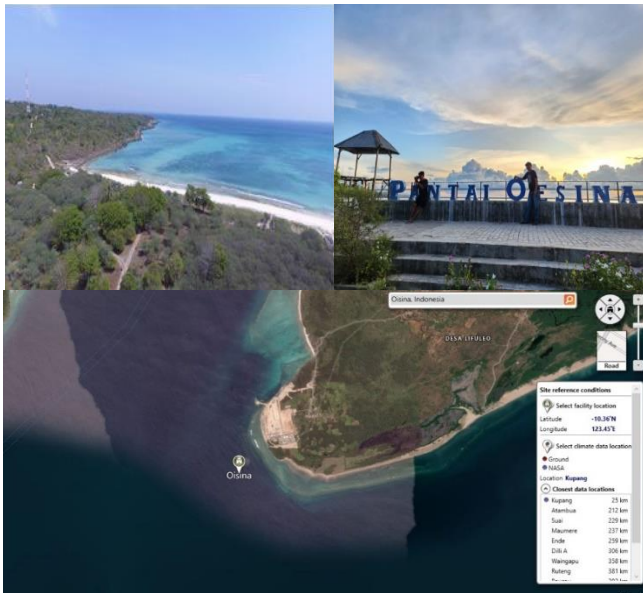 PANTAI OESINA
Oisina, Indonesia
DESA LIFULEO
Road
Oisina
Site reference conditions
Select facility location
Latitude -10.36˚N
Longitude 123.45˚E
Select climate data location
Ground
NASA
Location Kupang
Closest data locations
Kupang 25 km
Atambua 212 km
Suai 229 km
Maumere 237 km
Ende 259 km
Dilli A 306 km
Waingapu 358 km
Ruteng 381 km